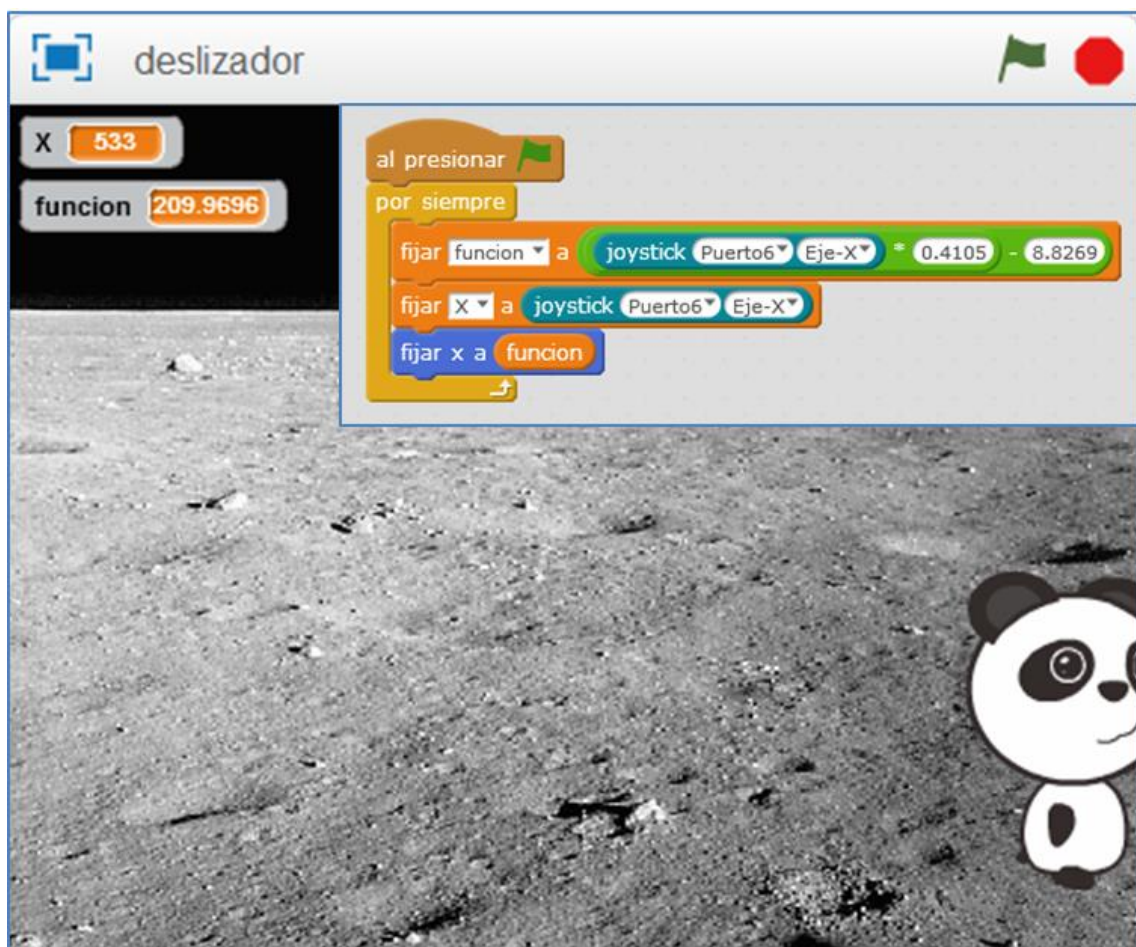 deslizador
X 533
funcion 209.9696
al presionar
por siempre
fijar funcion a joystick Puerto6 Eje-X * 0.4105 - 8.8269
fijar X a joystick Puerto6 Eje-X
fijar x a funcion